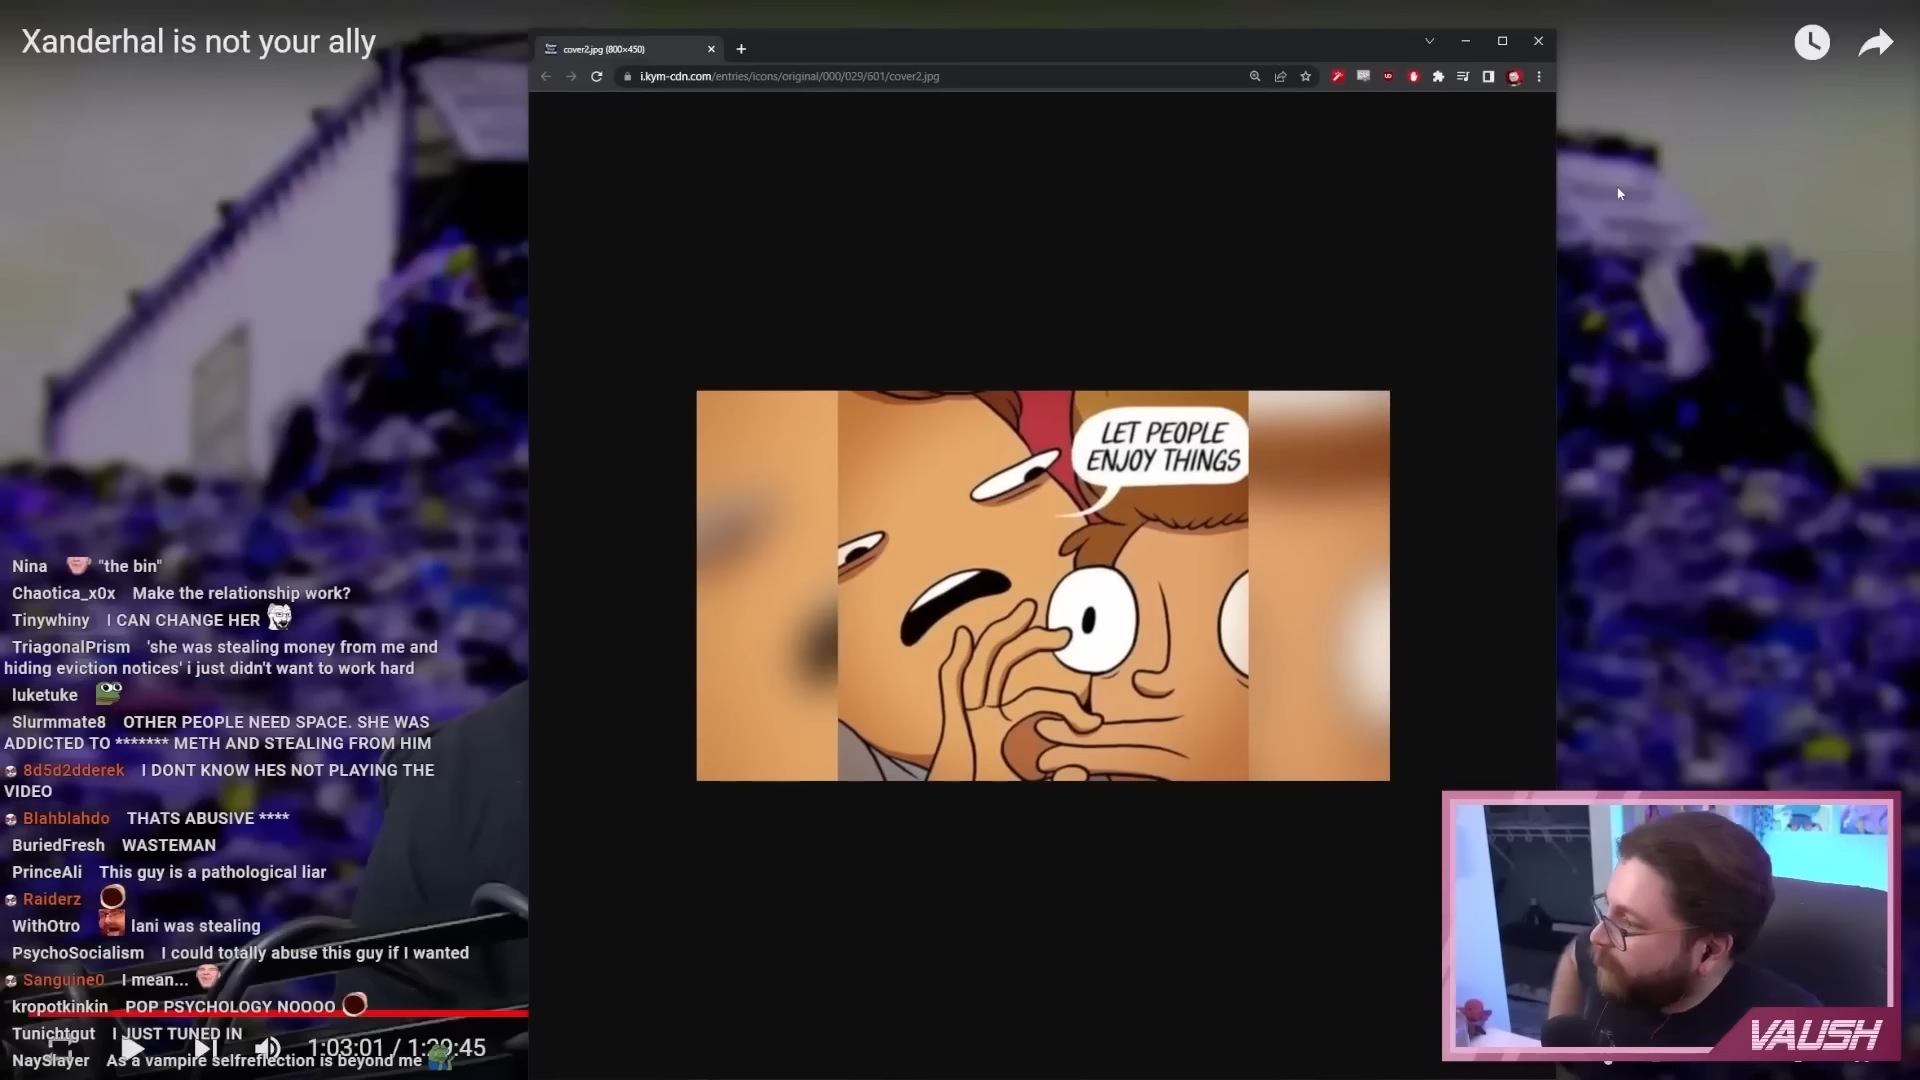 Xanderhal is not your ally
cover2.jpg (800×450)
i.kym-cdn.com/entries/icons/original/000/029/601/cover2.jpg
LET PEOPLE
ENJOY THINGS
Nina "the bin"
Chaotica_x0x Make the relationship work?
Tinywhiny I CAN CHANGE HER
TriagonalPrism 'she was stealing money from me and
hiding eviction notices' i just didn't want to work hard
luketuke
Slurmmate8 OTHER PEOPLE NEED SPACE. SHE WAS
ADDICTED TO ******* METH AND STEALING FROM HIM
8d5d2dderek I DONT KNOW HES NOT PLAYING THE
VIDEO
Blahblahdo THATS ABUSIVE ****
BuriedFresh WASTEMAN
PrinceAli This guy is a pathological liar
Raiderz
WithOtro lani was stealing
PsychoSocialism I could totally abuse this guy if I wanted
Sanguine0 I mean...
kropotkinkin POP PSYCHOLOGY NOOOO
Tunichtgut I JUST TUNED IN
1:03:01 / 1:29:45
NaySlayer As a vampire selfreflection is beyond me
VAUSH